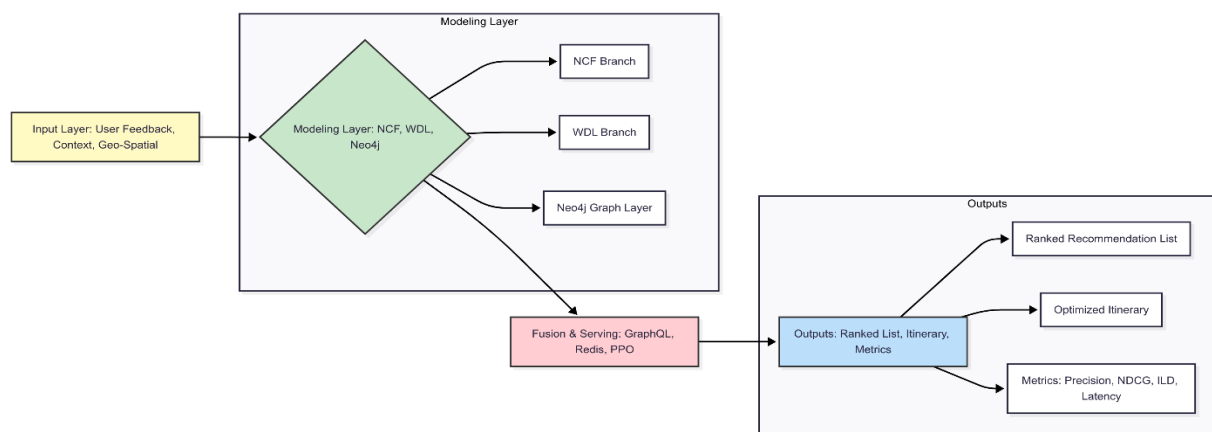 Modeling Layer
NCF Branch
Input Layer: User Feedback,
Context, Geo-Spatial
Modeling Layer: NCF, WDL,
Neo4j
WDL Branch
Neo4j Graph Layer
Outputs
Ranked Recommendation List
Optimized Itinerary
Fusion & Serving: GraphQL,
Redis, PPO
Outputs: Ranked List, Itinerary,
Metrics
Metrics: Precision, NDCG, ILD,
Latency